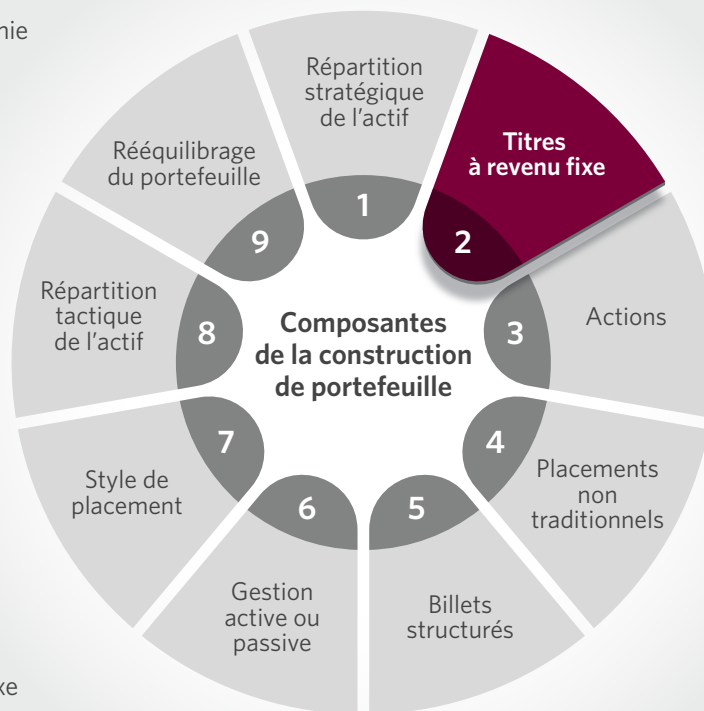 nie
Répartition
stratégique
de l'actif
1
Titres
à revenu fixe
2
Actions
3
Placements
non
traditionnels
4
Billets
structurés
5
Gestion
active ou
passive
6
Style de
placement
7
Répartition
tactique
de l'actif
8
Rééquilibrage
du portefeuille
9
Composantes
de la construction
de portefeuille
xe